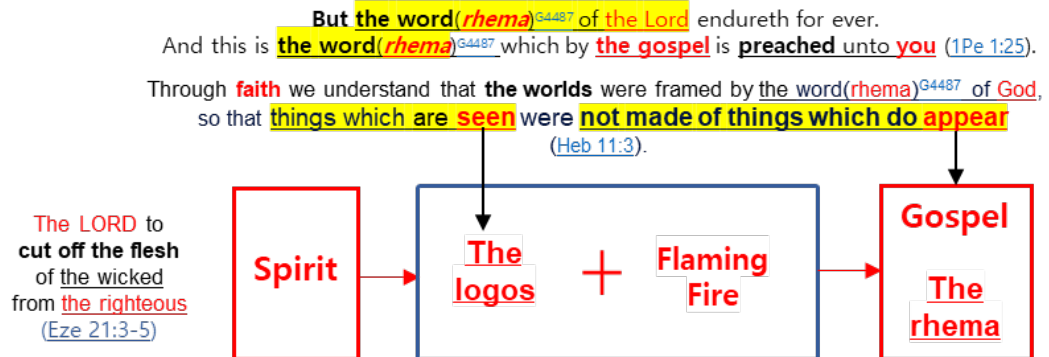 But the word(rhema)G4487 of the Lord endureth for ever.
And this is the word(rhema)G4487 which by the gospel is preached unto you (1Pe 1:25).
Through faith we understand that the worlds were framed by the word(rhema)G4487 of God,
so that things which are seen were not made of things which do appear
(Heb 11:3).
The LORD to
cut off the flesh
of the wicked
from the righteous
(Eze 21:3-5)
Spirit
The
logos
+
Flaming
Fire
Gospel
The
rhema